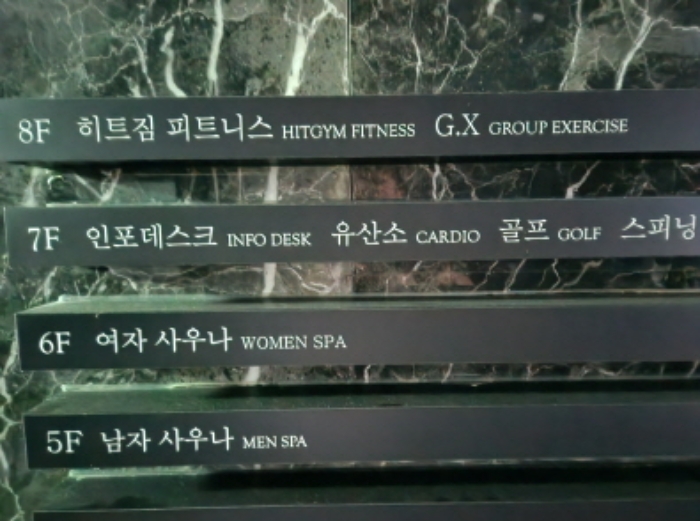 8F 히트짐 피트니스 HITGYM FITNESS G.X GROUP EXERCISE
7F 인포데스크 INFO DESK 유산소 CARDIO 골프 GOLF 스피닝
6F 여자 사우나 WOMEN SPA
5F 남자 사우나 MEN SPA